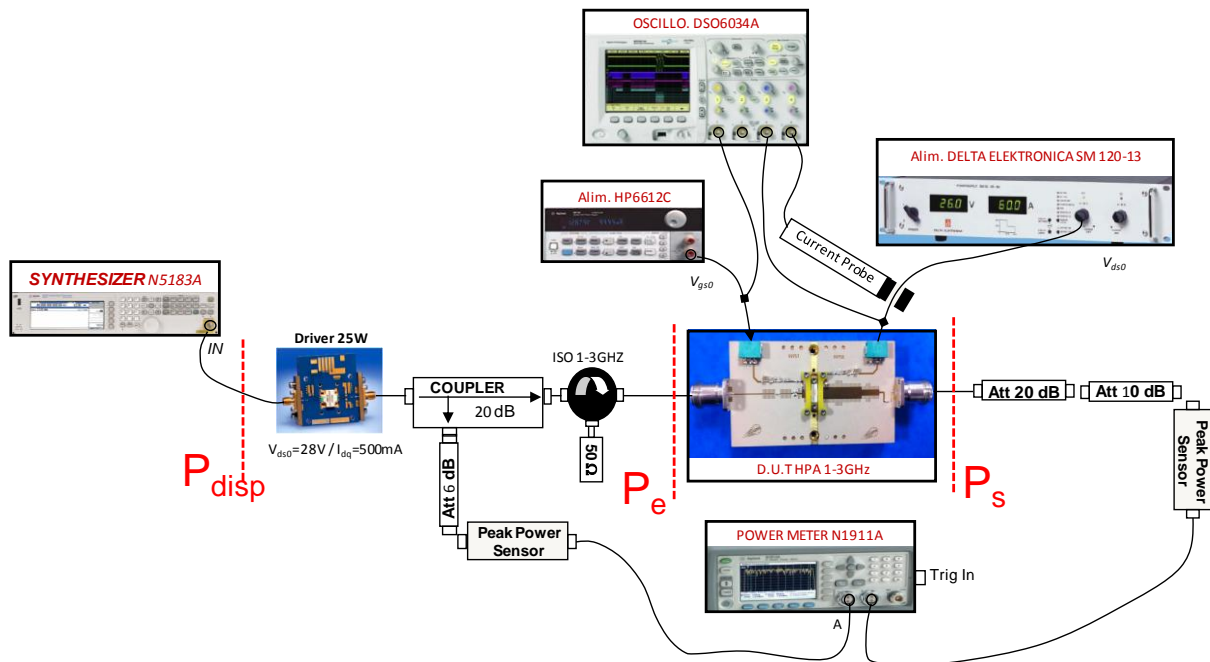 OSCILLO. DSO6034A
Alim. DELTA ELEKTRONICA SM 120-13
26.0 V 60.0 A
Alim. HP6612C
Current Probe
V_gs0
V_ds0
SYNTHESIZER N5183A
IN
Driver 25W
V_ds0=28V / I_dq=500mA
COUPLER
20 dB
ISO 1-3GHZ
50 Ω
Att 6 dB
P_disp
P_e
P_s
D.U.T HPA 1-3GHz
Att 20 dB
Att 10 dB
Peak Power
Sensor
Peak Power
Sensor
POWER METER N1911A
Trig In
A